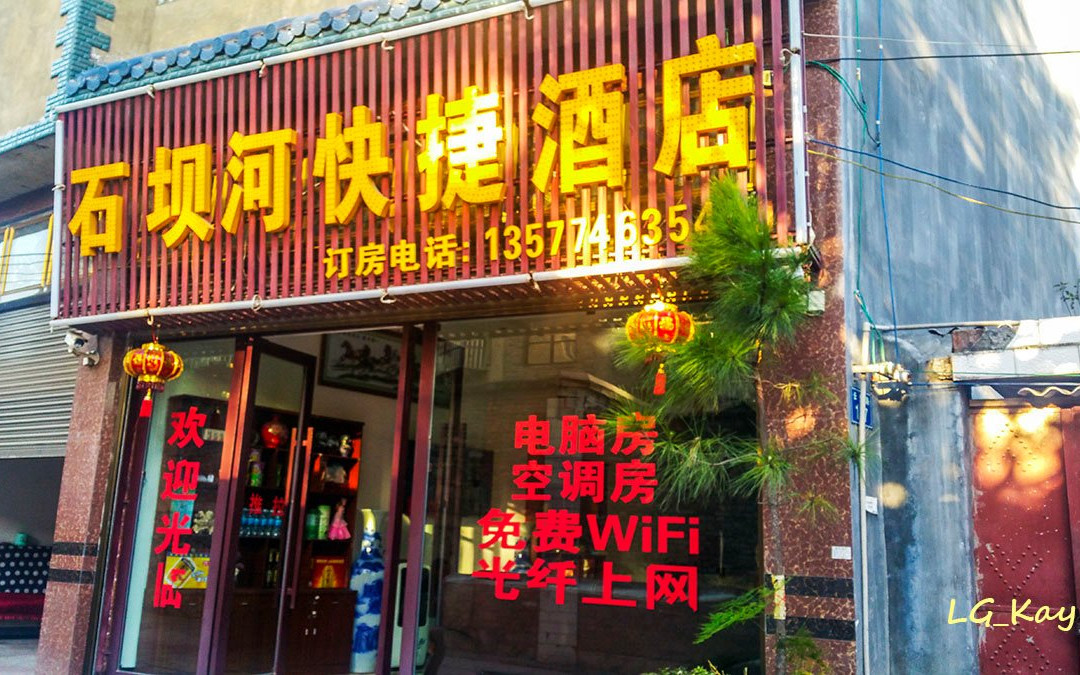 石坝河快捷酒店
订房电话: 1357746354
欢迎光临
电脑房
空调房
免费WiFi
光纤上网
LG_Kay